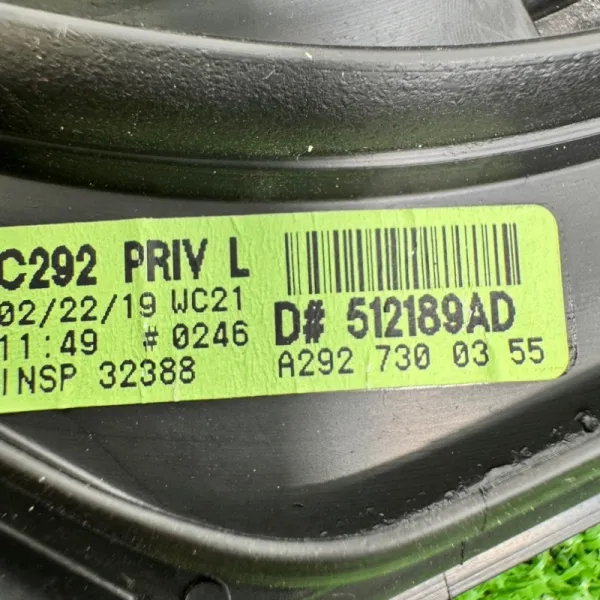 C292 PRIV L
02/22/19 WC21
11:49 #0246
INSP 32388
D# 512189AD
A292 730 03 55